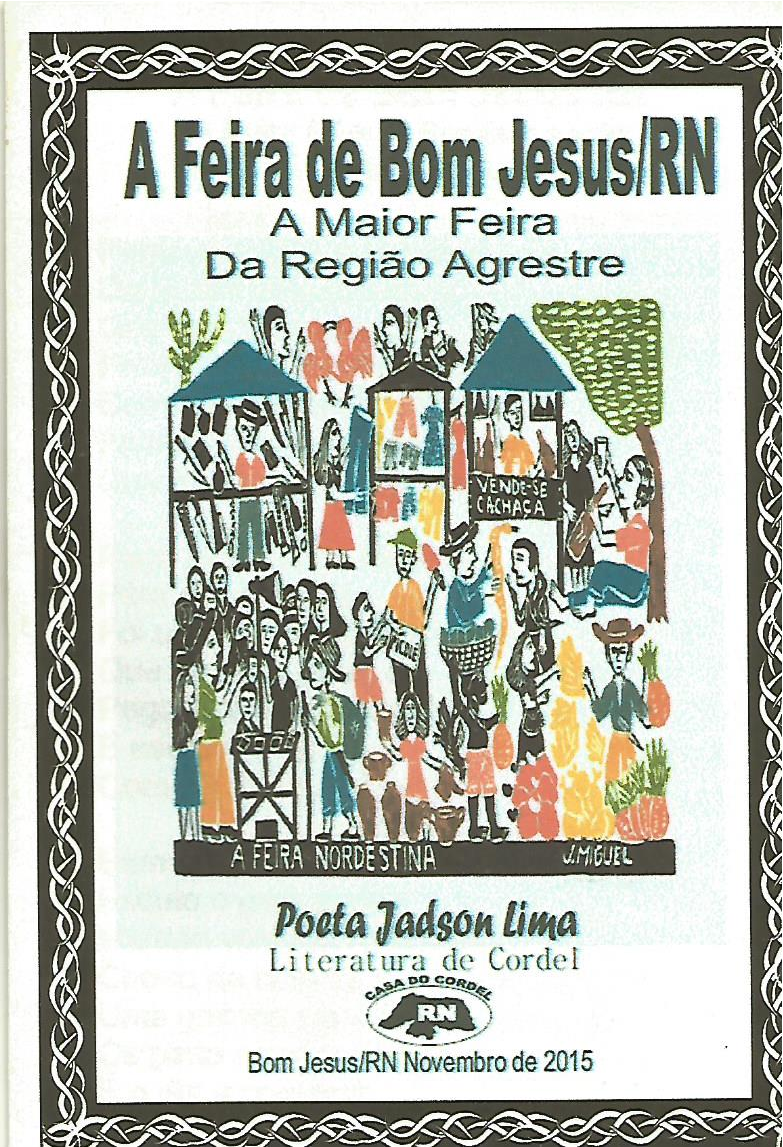 A Feira de Bom Jesus/RN
A Maior Feira
Da Região Agrestre
VENDE-SE
CACHAÇA
PICOLÉ
A FEIRA NORDESTINA
J.MIGUEL
Poeta Jadson Lima
Literatura de Cordel
CASA DO CORDEL
RN
Bom Jesus/RN Novembro de 2015